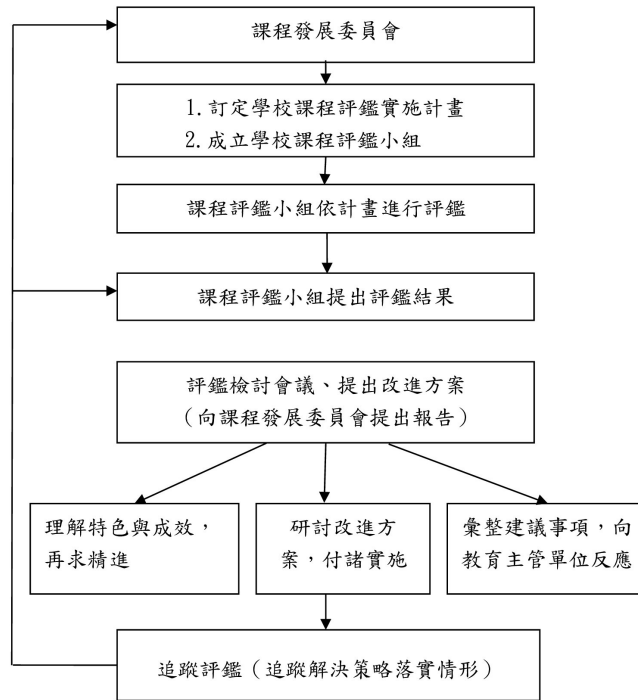 課程發展委員會
1.訂定學校課程評鑑實施計畫
2.成立學校課程評鑑小組
課程評鑑小組依計畫進行評鑑
課程評鑑小組提出評鑑結果
評鑑檢討會議、提出改進方案
（向課程發展委員會提出報告）
理解特色與成效，
再求精進
研討改進方
案，付諸實施
彙整建議事項，向
教育主管單位反應
追蹤評鑑（追蹤解決策略落實情形）